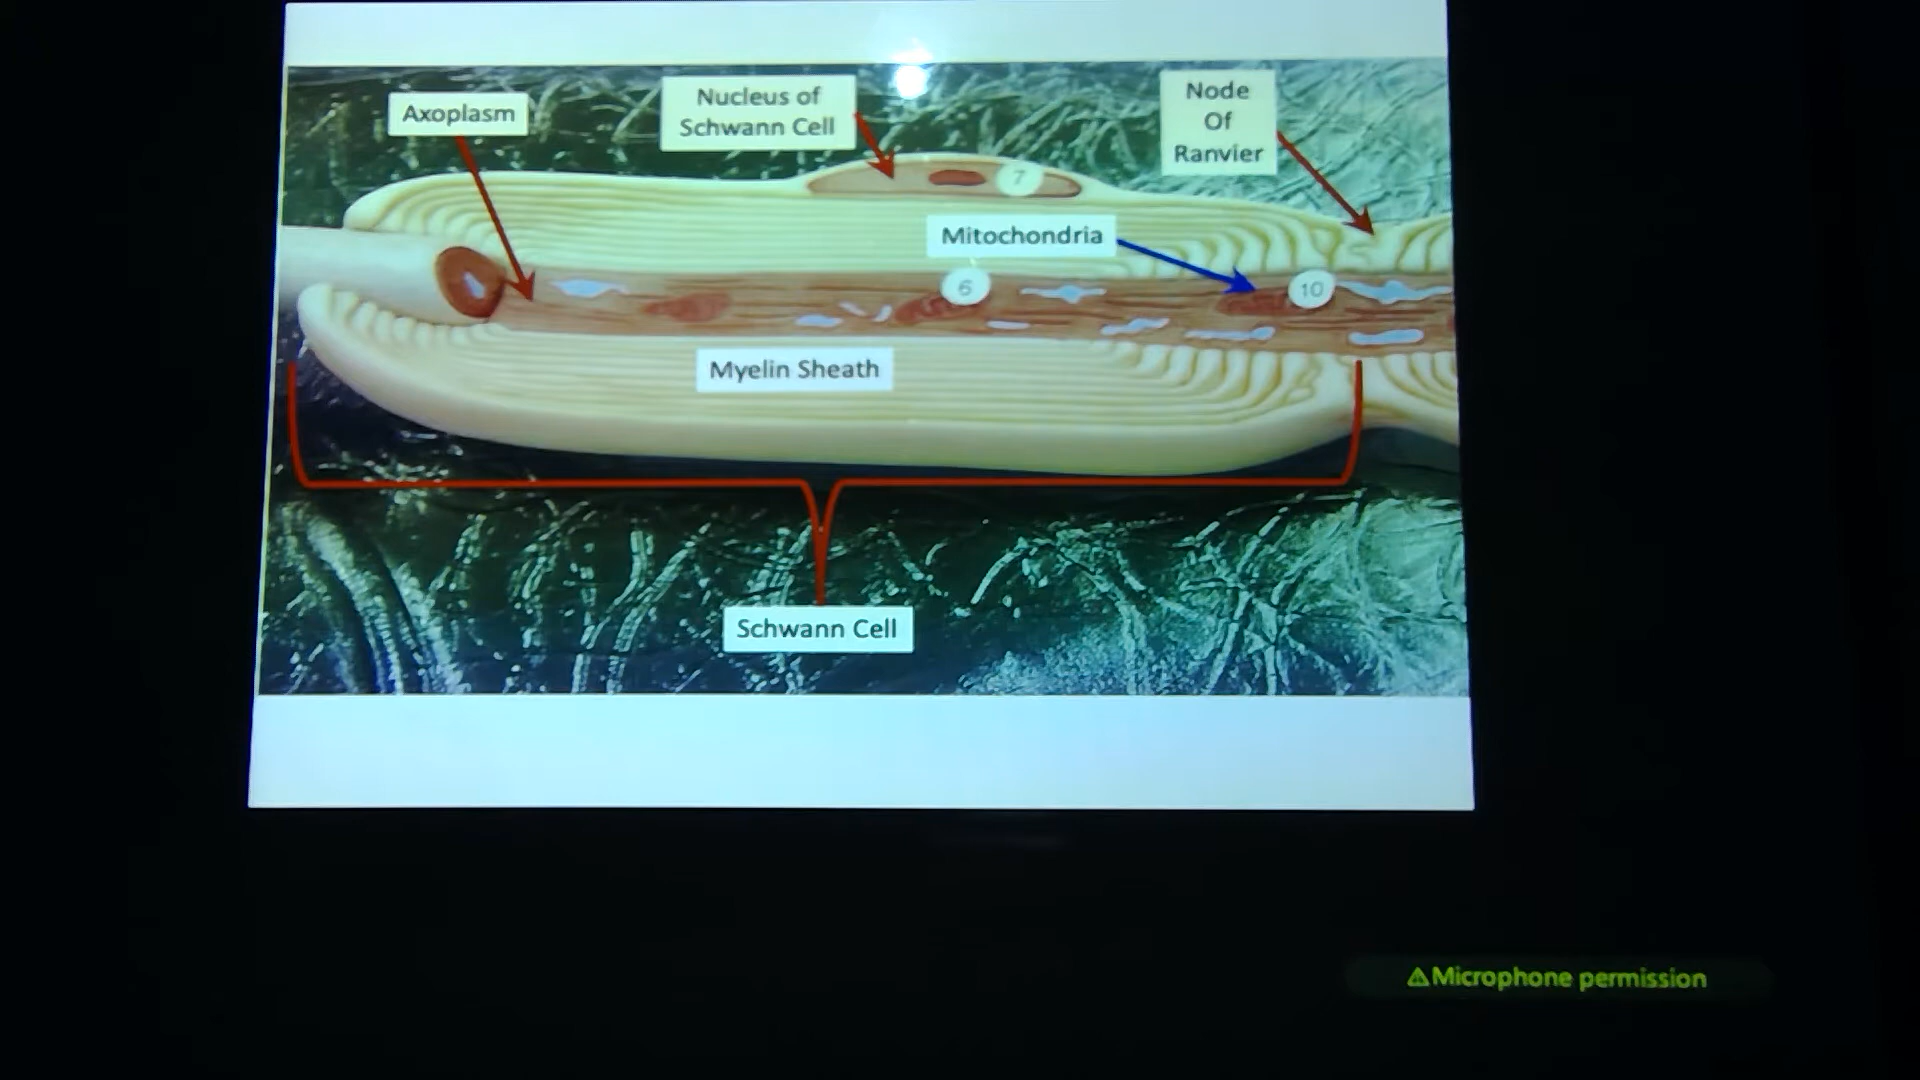 Axoplasm
Nucleus of
Schwann Cell
Node
Of
Ranvier
7
Mitochondria
6
10
Myelin Sheath
Schwann Cell
⚠Microphone permission